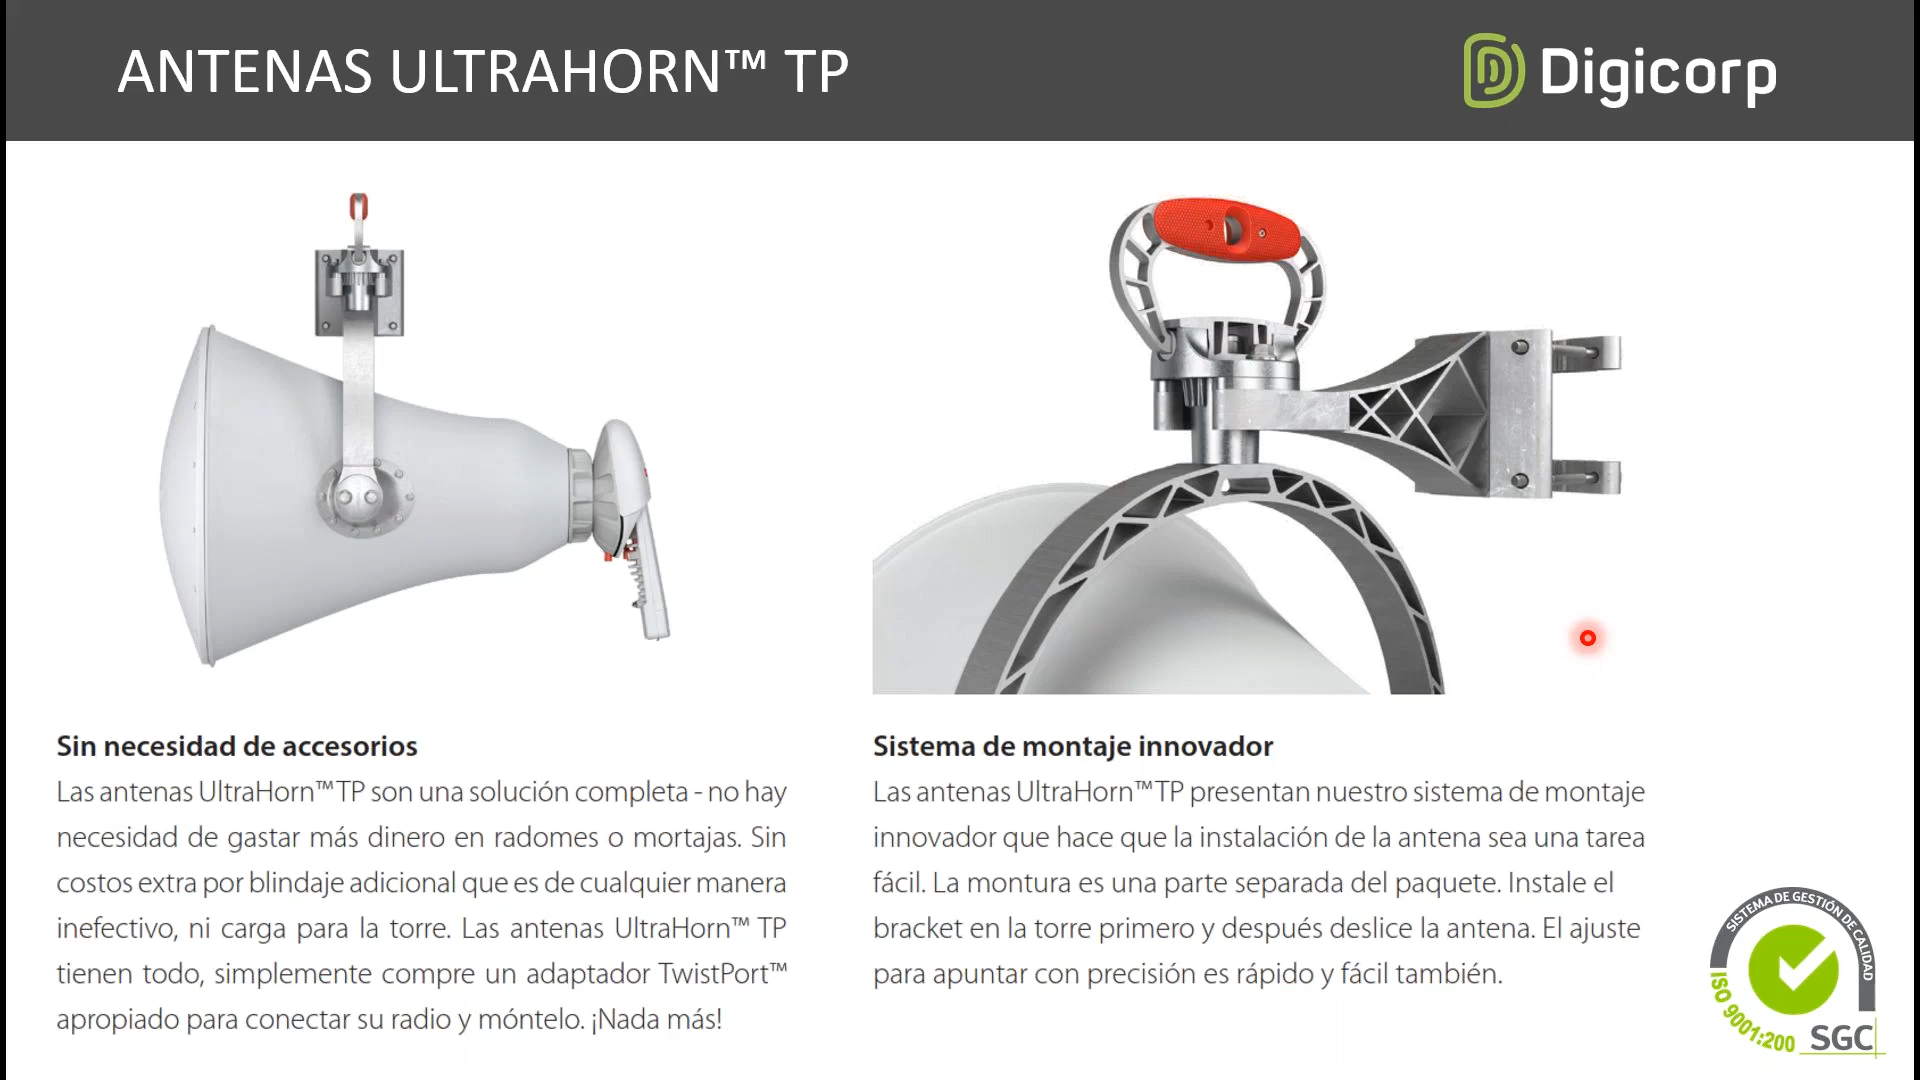 ANTENAS ULTRAHORN™ TP
Digicorp
Sin necesidad de accesorios
Las antenas UltraHorn™ TP son una solución completa - no hay
necesidad de gastar más dinero en radomes o mortajas. Sin
costos extra por blindaje adicional que es de cualquier manera
inefectivo, ni carga para la torre. Las antenas UltraHorn™ TP
tienen todo, simplemente compre un adaptador TwistPort™
apropiado para conectar su radio y móntelo. ¡Nada más!
Sistema de montaje innovador
Las antenas UltraHorn™ TP presentan nuestro sistema de montaje
innovador que hace que la instalación de la antena sea una tarea
fácil. La montura es una parte separada del paquete. Instale el
bracket en la torre primero y después deslice la antena. El ajuste
para apuntar con precisión es rápido y fácil también.
SISTEMA DE GESTIÓN DE CALIDAD
ISO 9001:200
SGC